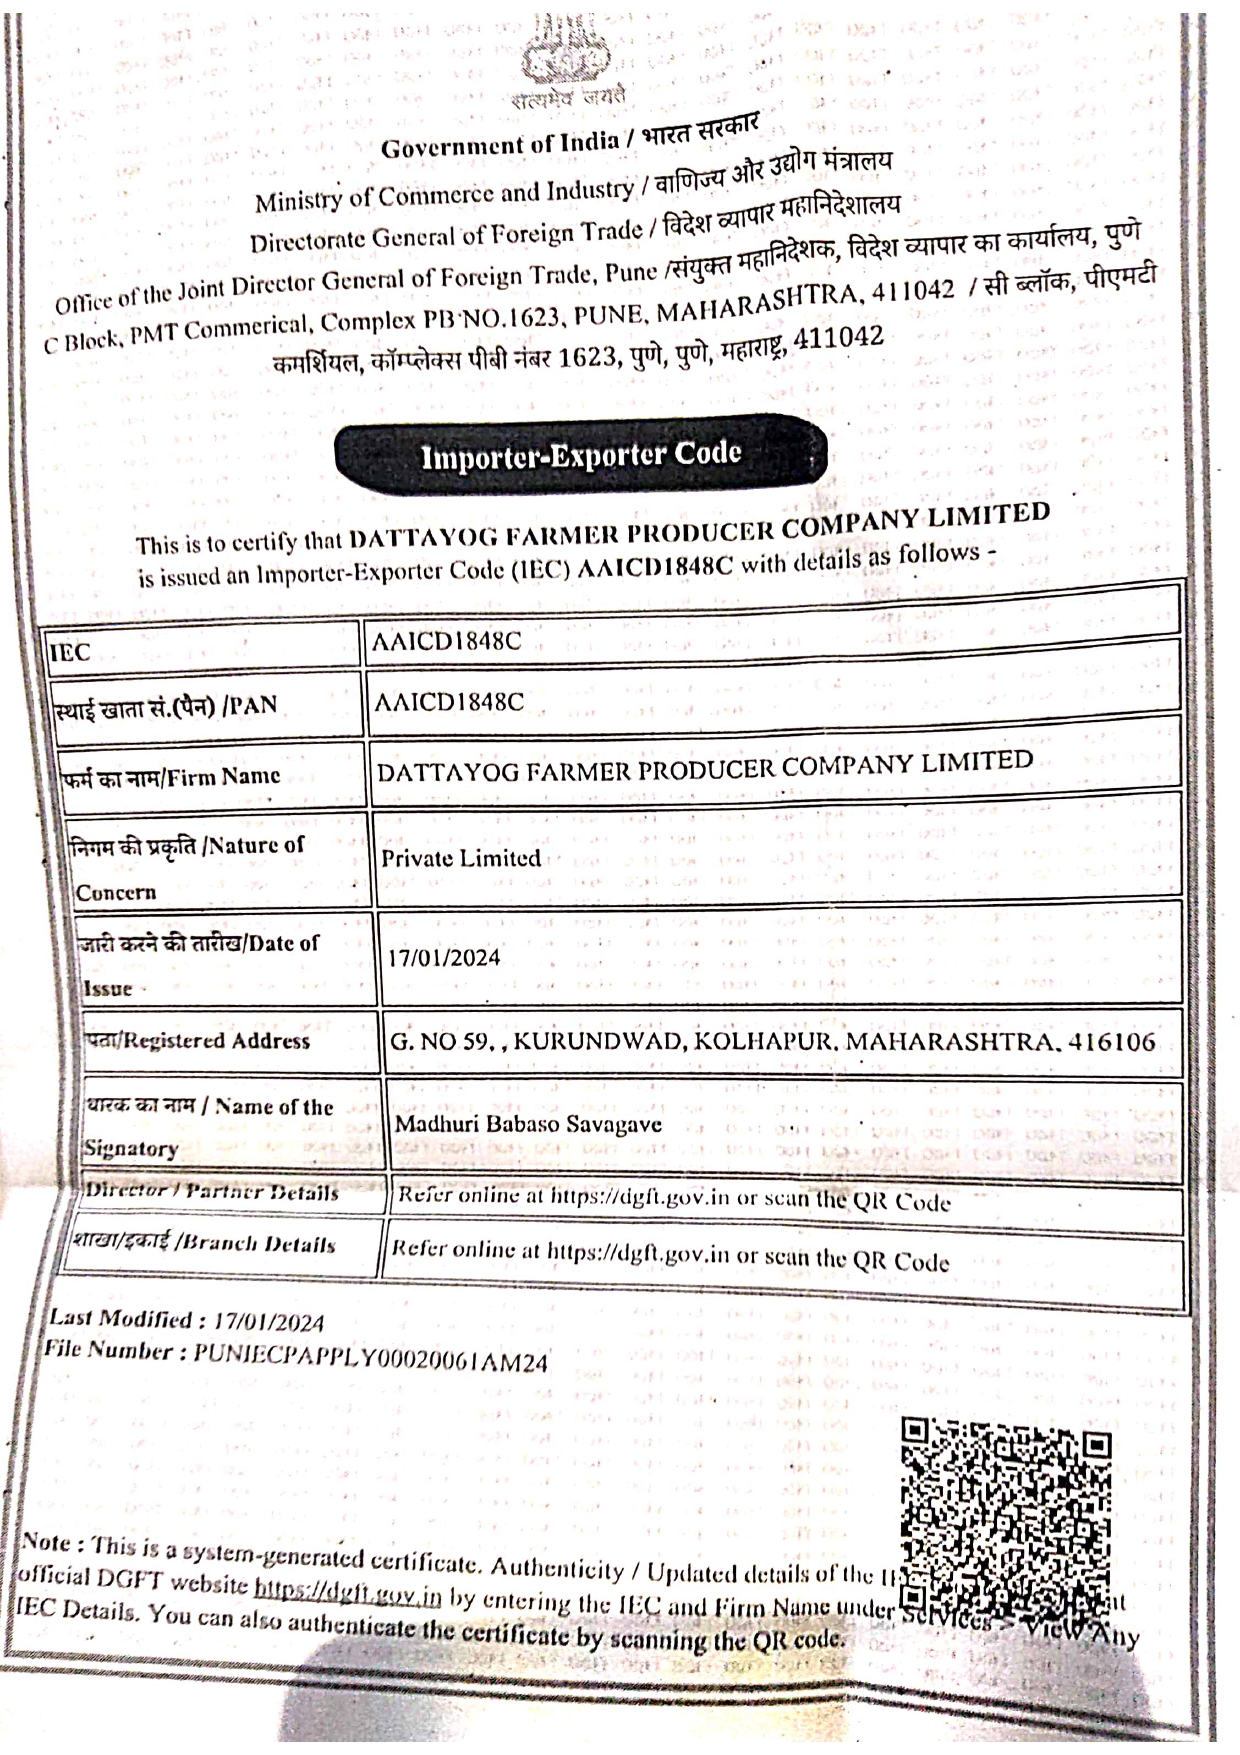 सत्यमेव जयते
Government of India / भारत सरकार
Ministry of Commerce and Industry / वाणिज्य और उद्योग मंत्रालय
Directorate General of Foreign Trade / विदेश व्यापार महानिदेशालय
Office of the Joint Director General of Foreign Trade, Pune /संयुक्त महानिदेशक, विदेश व्यापार का कार्यालय, पुणे
C Block, PMT Commerical, Complex PB NO.1623, PUNE, MAHARASHTRA, 411042 / सी ब्लॉक, पीएमटी
कमर्शियल, कॉम्प्लेक्स पीबी नंबर 1623, पुणे, पुणे, महाराष्ट्र, 411042
Importer-Exporter Code
This is to certify that DATTAYOG FARMER PRODUCER COMPANY LIMITED
is issued an Importer-Exporter Code (IEC) AAICD1848C with details as follows -
IEC AAICD1848C
स्थाई खाता सं.(पैन) /PAN AAICD1848C
फर्म का नाम/Firm Name DATTAYOG FARMER PRODUCER COMPANY LIMITED
निगम की प्रकृति /Nature of
Concern Private Limited
जारी करने की तारीख/Date of
Issue 17/01/2024
पता/Registered Address G. NO 59, , KURUNDWAD, KOLHAPUR, MAHARASHTRA, 416106
धारक का नाम / Name of the
Signatory Madhuri Babaso Savagave
Director / Partner Details Refer online at https://dgft.gov.in or scan the QR Code
शाखा/इकाई /Branch Details Refer online at https://dgft.gov.in or scan the QR Code
Last Modified : 17/01/2024
File Number : PUNIECPAPPLY00020061AM24
Note : This is a system-generated certificate. Authenticity / Updated details of the
official DGFT website https://dgft.gov.in by entering the IEC and Firm Name under Services > View Any
IEC Details. You can also authenticate the certificate by scanning the QR code.